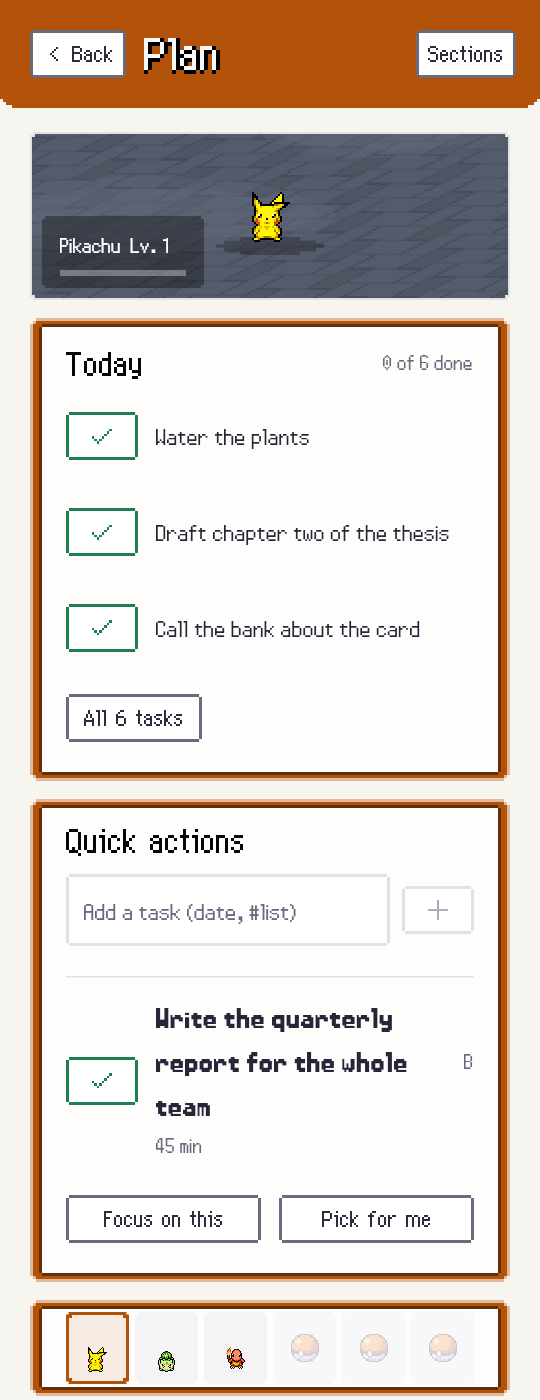 Back
Plan
Sections
Pikachu Lv.1
Today
0 of 6 done
Water the plants
Draft chapter two of the thesis
Call the bank about the card
All 6 tasks
Quick actions
Add a task (date, #list)
Write the quarterly
report for the whole
team
B
45 min
Focus on this
Pick for me